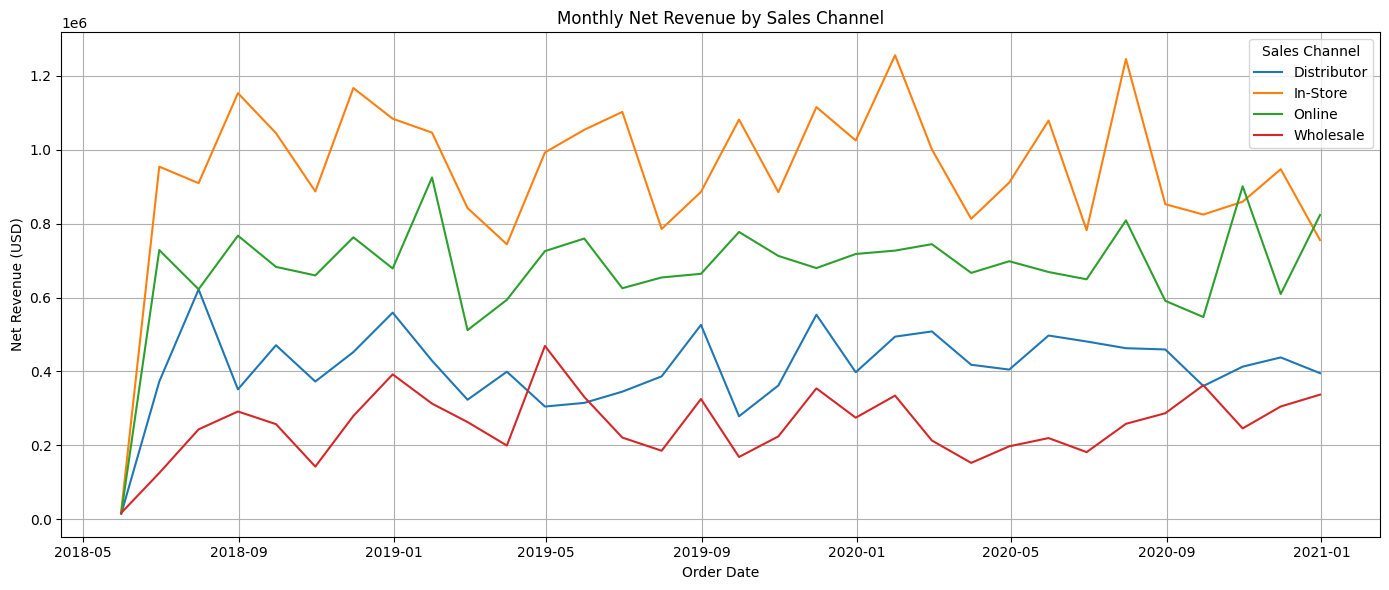 Monthly Net Revenue by Sales Channel
1e6
Sales Channel
Distributor
In-Store
Online
Wholesale
Net Revenue (USD)
1.2
1.0
0.8
0.6
0.4
0.2
0.0
2018-05 2018-09 2019-01 2019-05 2019-09 2020-01 2020-05 2020-09 2021-01
Order Date